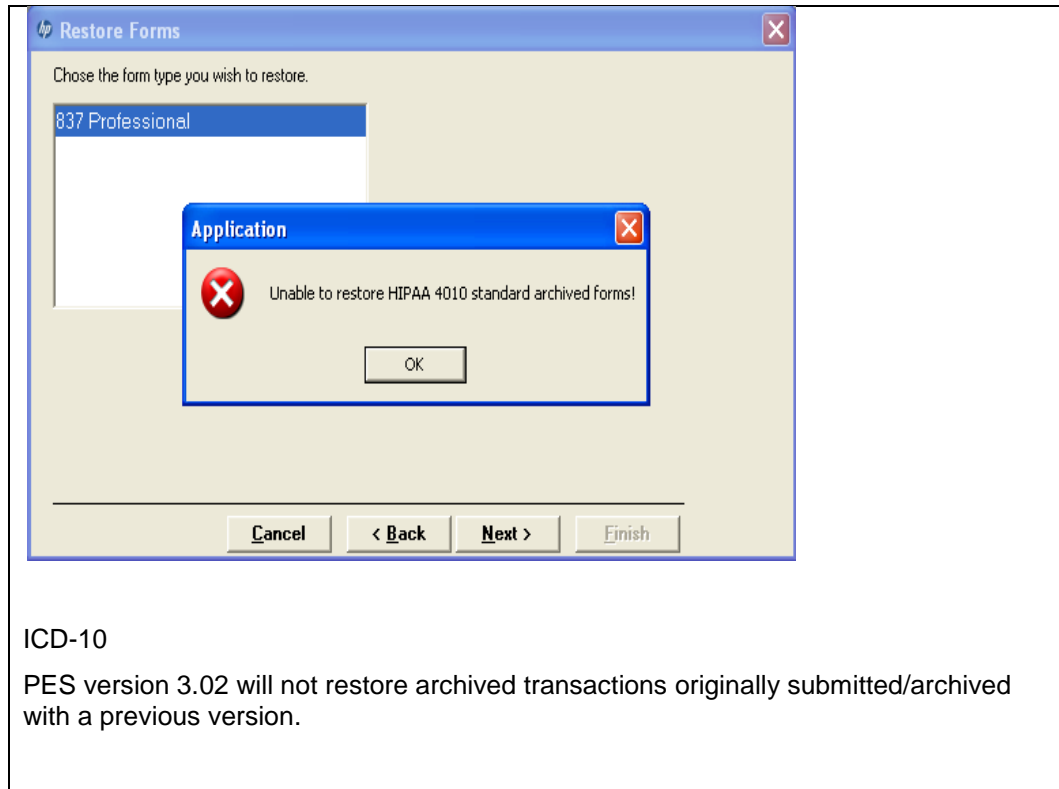 hp Restore Forms
Chose the form type you wish to restore.
837 Professional
Application
Unable to restore HIPAA 4010 standard archived forms!
OK
Cancel < Back Next > Finish
ICD-10
PES version 3.02 will not restore archived transactions originally submitted/archived
with a previous version.